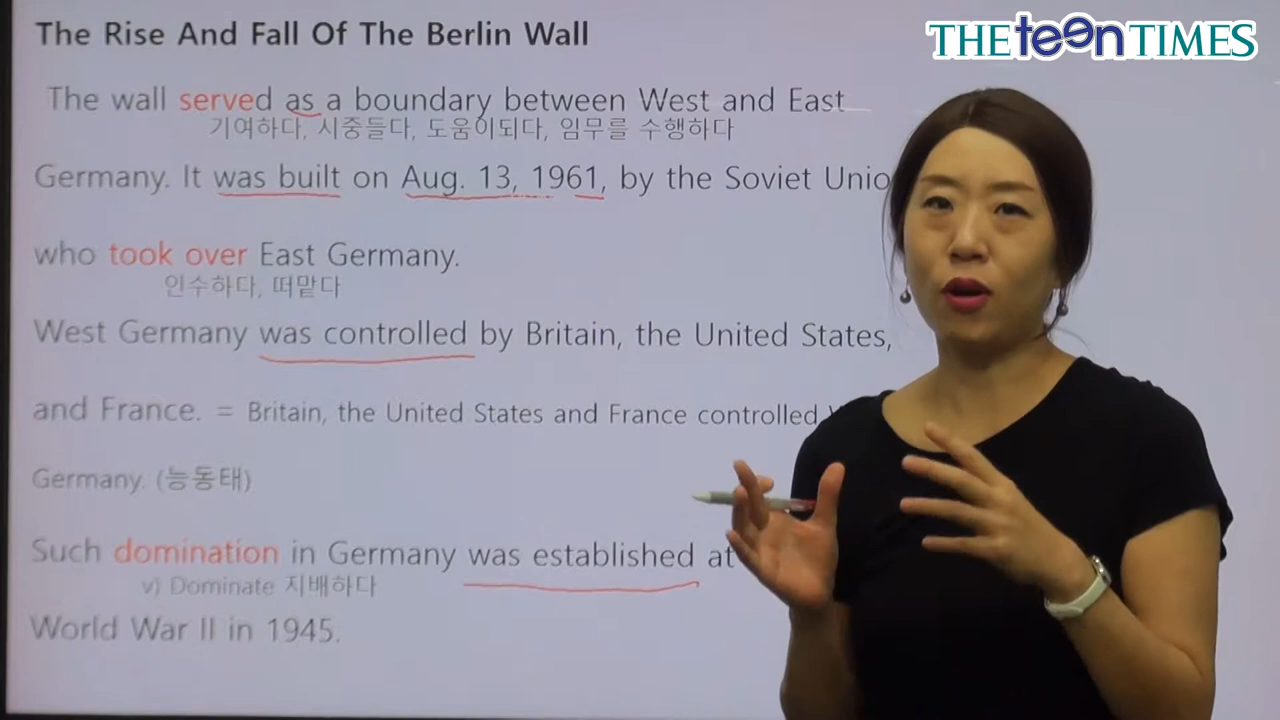 The Rise And Fall Of The Berlin Wall
THE teen TIMES
The wall served as a boundary between West and East
기여하다, 시중들다, 도움이되다, 임무를 수행하다
Germany. It was built on Aug. 13, 1961, by the Soviet Unio
who took over East Germany.
인수하다, 떠맡다
West Germany was controlled by Britain, the United States,
and France. = Britain, the United States and France controlled
Germany. (능동태)
Such domination in Germany was established at
v) Dominate 지배하다
World War II in 1945.